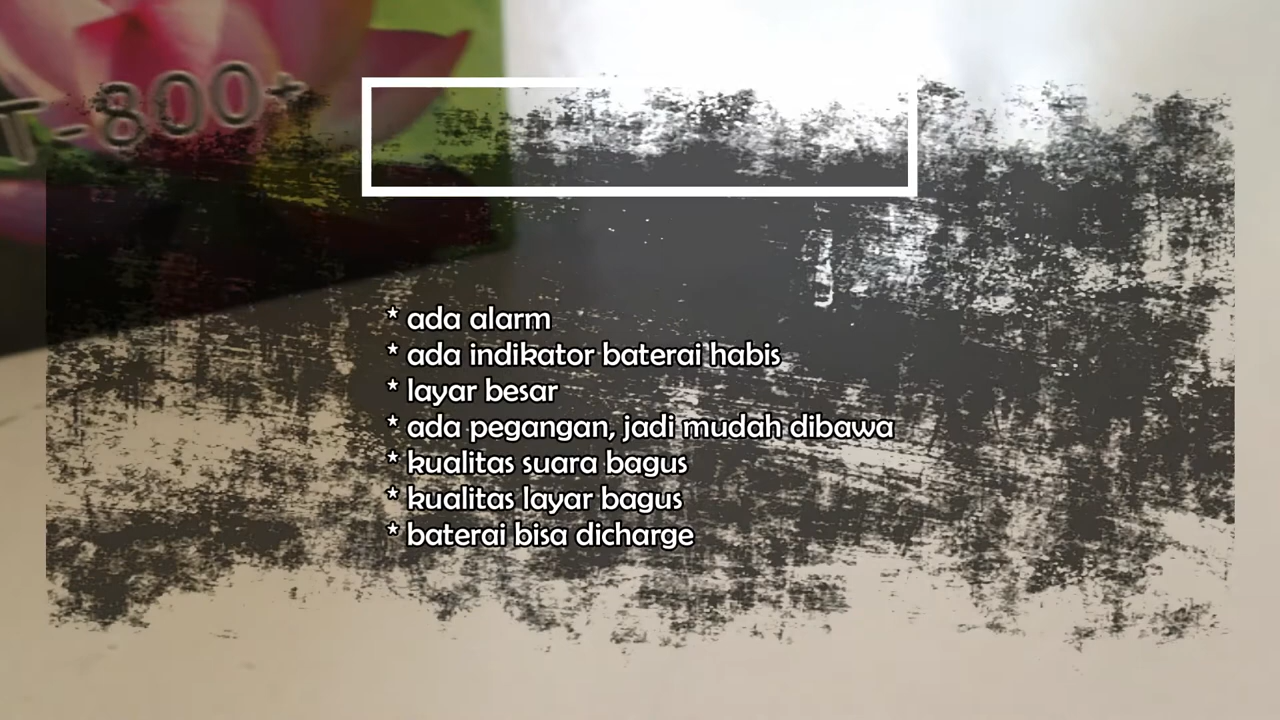 T-800+
* ada alarm
* ada indikator baterai habis
* layar besar
* ada pegangan, jadi mudah dibawa
* kualitas suara bagus
* kualitas layar bagus
* baterai bisa dicharge